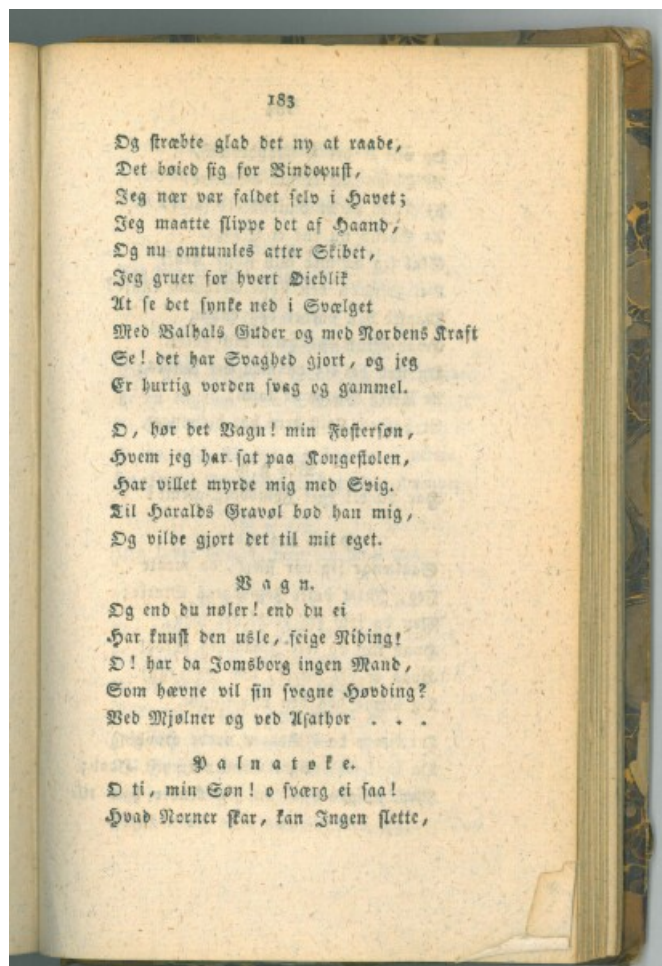 183
Og stræbte glad det ny at raade,
Det bøied sig for Vindepust,
Jeg nær var faldet selv i Havet;
Jeg maatte slippe det af Haand,
Og nu omtumles atter Skibet,
Jeg gruer for hvert Øieblik
At se det synke ned i Svælget
Med Valhals Guder og med Nordens Kraft
Se! det har Svaghed gjort, og jeg
Er hurtig vorden svag og gammel.
O, hør det Vagn! min Fostersøn,
Hvem jeg har sat paa Kongestolen,
Har villet myrde mig med Svig.
Til Haralds Gravøl bød han mig,
Og vilde gjort det til mit eget.
Vagn.
Og end du nøler! end du ei
Har knust den usle, feige Niding!
O! har da Jomsborg ingen Mand,
Som hævne vil sin svegne Høvding?
Ved Mjølner og ved Asathor . . .
Palnatoke.
O ti, min Søn! o sværg ei saa!
Hvad Norner skar, kan Ingen slette,